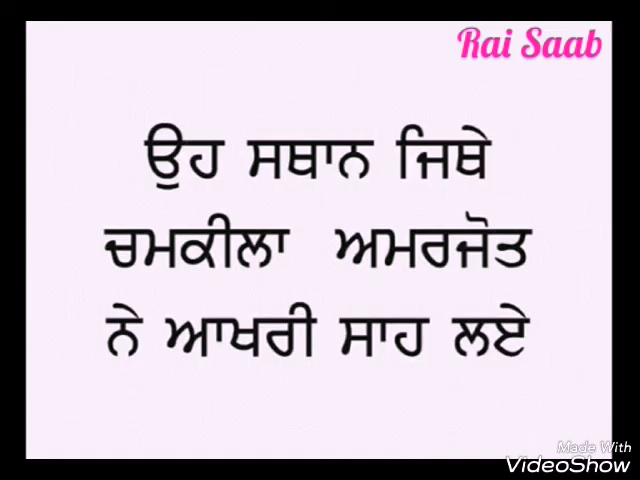 Rai Saab
ਉਹ ਸਥਾਨ ਜਿਥੇ
ਚਮਕੀਲਾ ਅਮਰਜੋਤ
ਨੇ ਆਖਰੀ ਸਾਹ ਲਏ
Made With
VideoShow